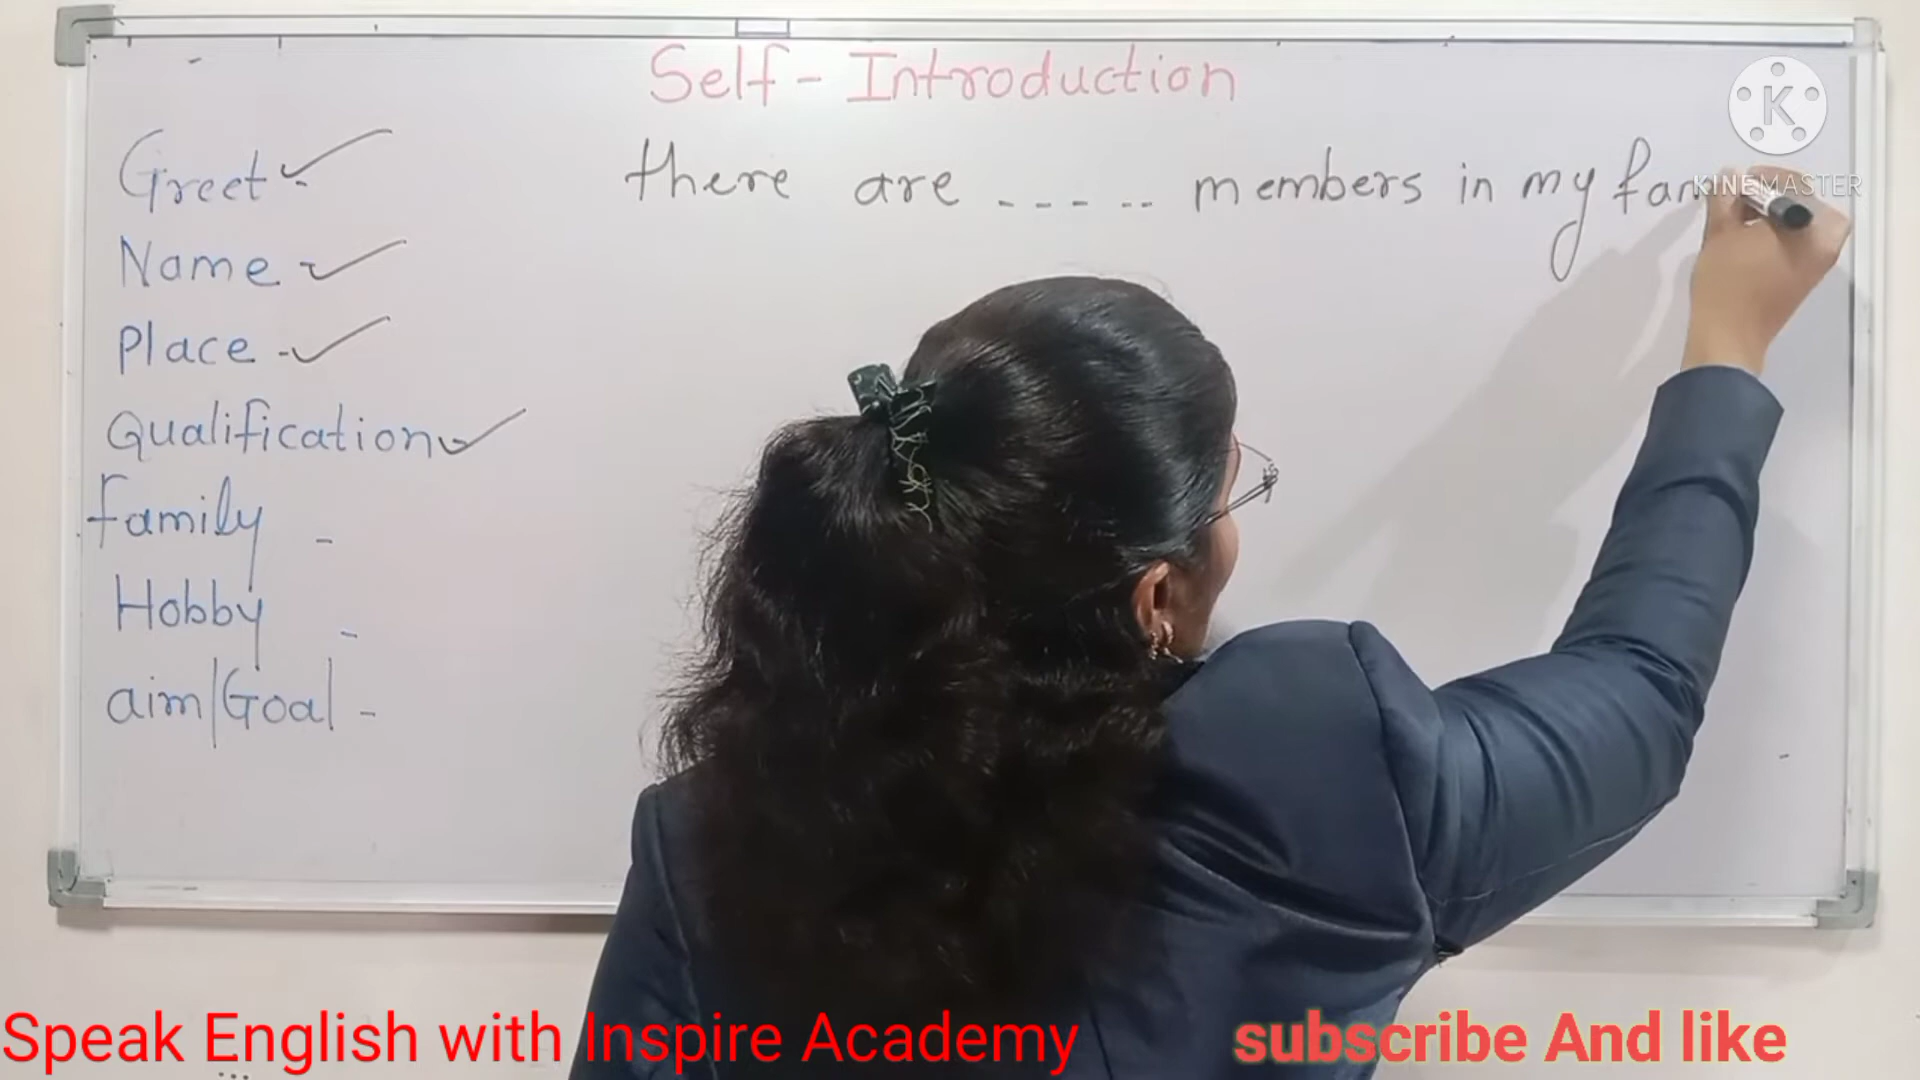 Self - Introduction
Greet -
there are - - - - - members in my fam
Name -
Place -
Qualification -
family -
Hobby -
aim/Goal -
K
KINEMASTER
Speak English with Inspire Academy
subscribe And like